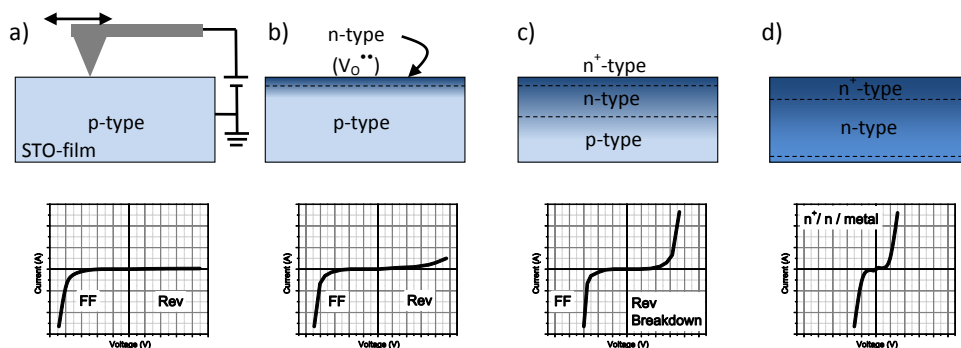 a)
p-type
STO-film
b)
n-type
(V_O^••)
p-type
c)
n⁺-type
n-type
p-type
d)
n⁺-type
n-type
Current (A)
FF
Rev
Voltage (V)
Current (A)
FF
Rev
Voltage (V)
Current (A)
FF
Rev
Breakdown
Voltage (V)
Current (A)
n⁺/ n / metal
Voltage (V)